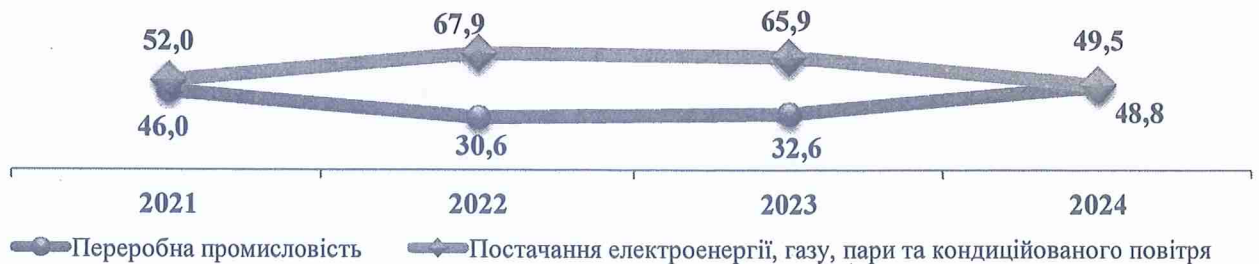 67,9 65,9
52,0 49,5
46,0 30,6 32,6 48,8
2021 2022 2023 2024
Переробна промисловість Постачання електроенергії, газу, пари та кондиційованого повітря